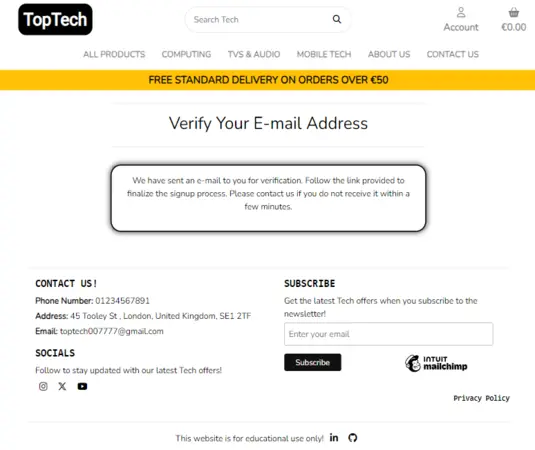 TopTech
Search Tech
Account
€0.00
ALL PRODUCTS
COMPUTING
TVS & AUDIO
MOBILE TECH
ABOUT US
CONTACT US
FREE STANDARD DELIVERY ON ORDERS OVER €50
Verify Your E-mail Address
We have sent an e-mail to you for verification. Follow the link provided to
finalize the signup process. Please contact us if you do not receive it within a
few minutes.
CONTACT US!
Phone Number: 01234567891
Address: 45 Tooley St , London, United Kingdom, SE1 2TF
Email: toptech007777@gmail.com
SOCIALS
Follow to stay updated with our latest Tech offers!
SUBSCRIBE
Get the latest Tech offers when you subscribe to the
newsletter!
Enter your email
Subscribe
INTUIT
mailchimp
Privacy Policy
This website is for educational use only!